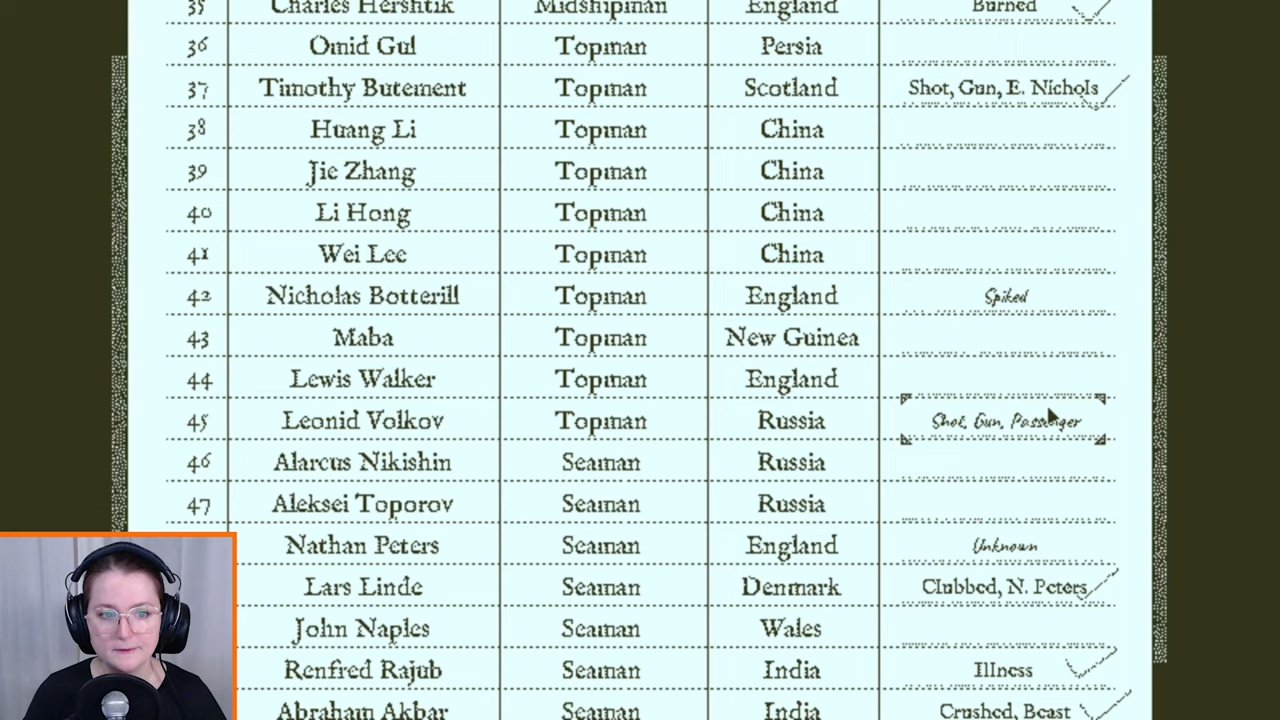 35 Charles Hershtik Midshipman England Burned
36 Omid Gul Topman Persia
37 Timothy Butement Topman Scotland Shot, Gun, E. Nichols
38 Huang Li Topman China
39 Jie Zhang Topman China
40 Li Hong Topman China
41 Wei Lee Topman China
42 Nicholas Botterill Topman England Spiked
43 Maba Topman New Guinea
44 Lewis Walker Topman England
45 Leonid Volkov Topman Russia Shot, Gun, Passenger
46 Alarcus Nikishin Seaman Russia
47 Aleksei Toporov Seaman Russia
Nathan Peters Seaman England Unknown
Lars Linde Seaman Denmark Clubbed, N. Peters
John Naples Seaman Wales
Renfred Rajub Seaman India Illness
Abraham Akbar Seaman India Crushed, Beast